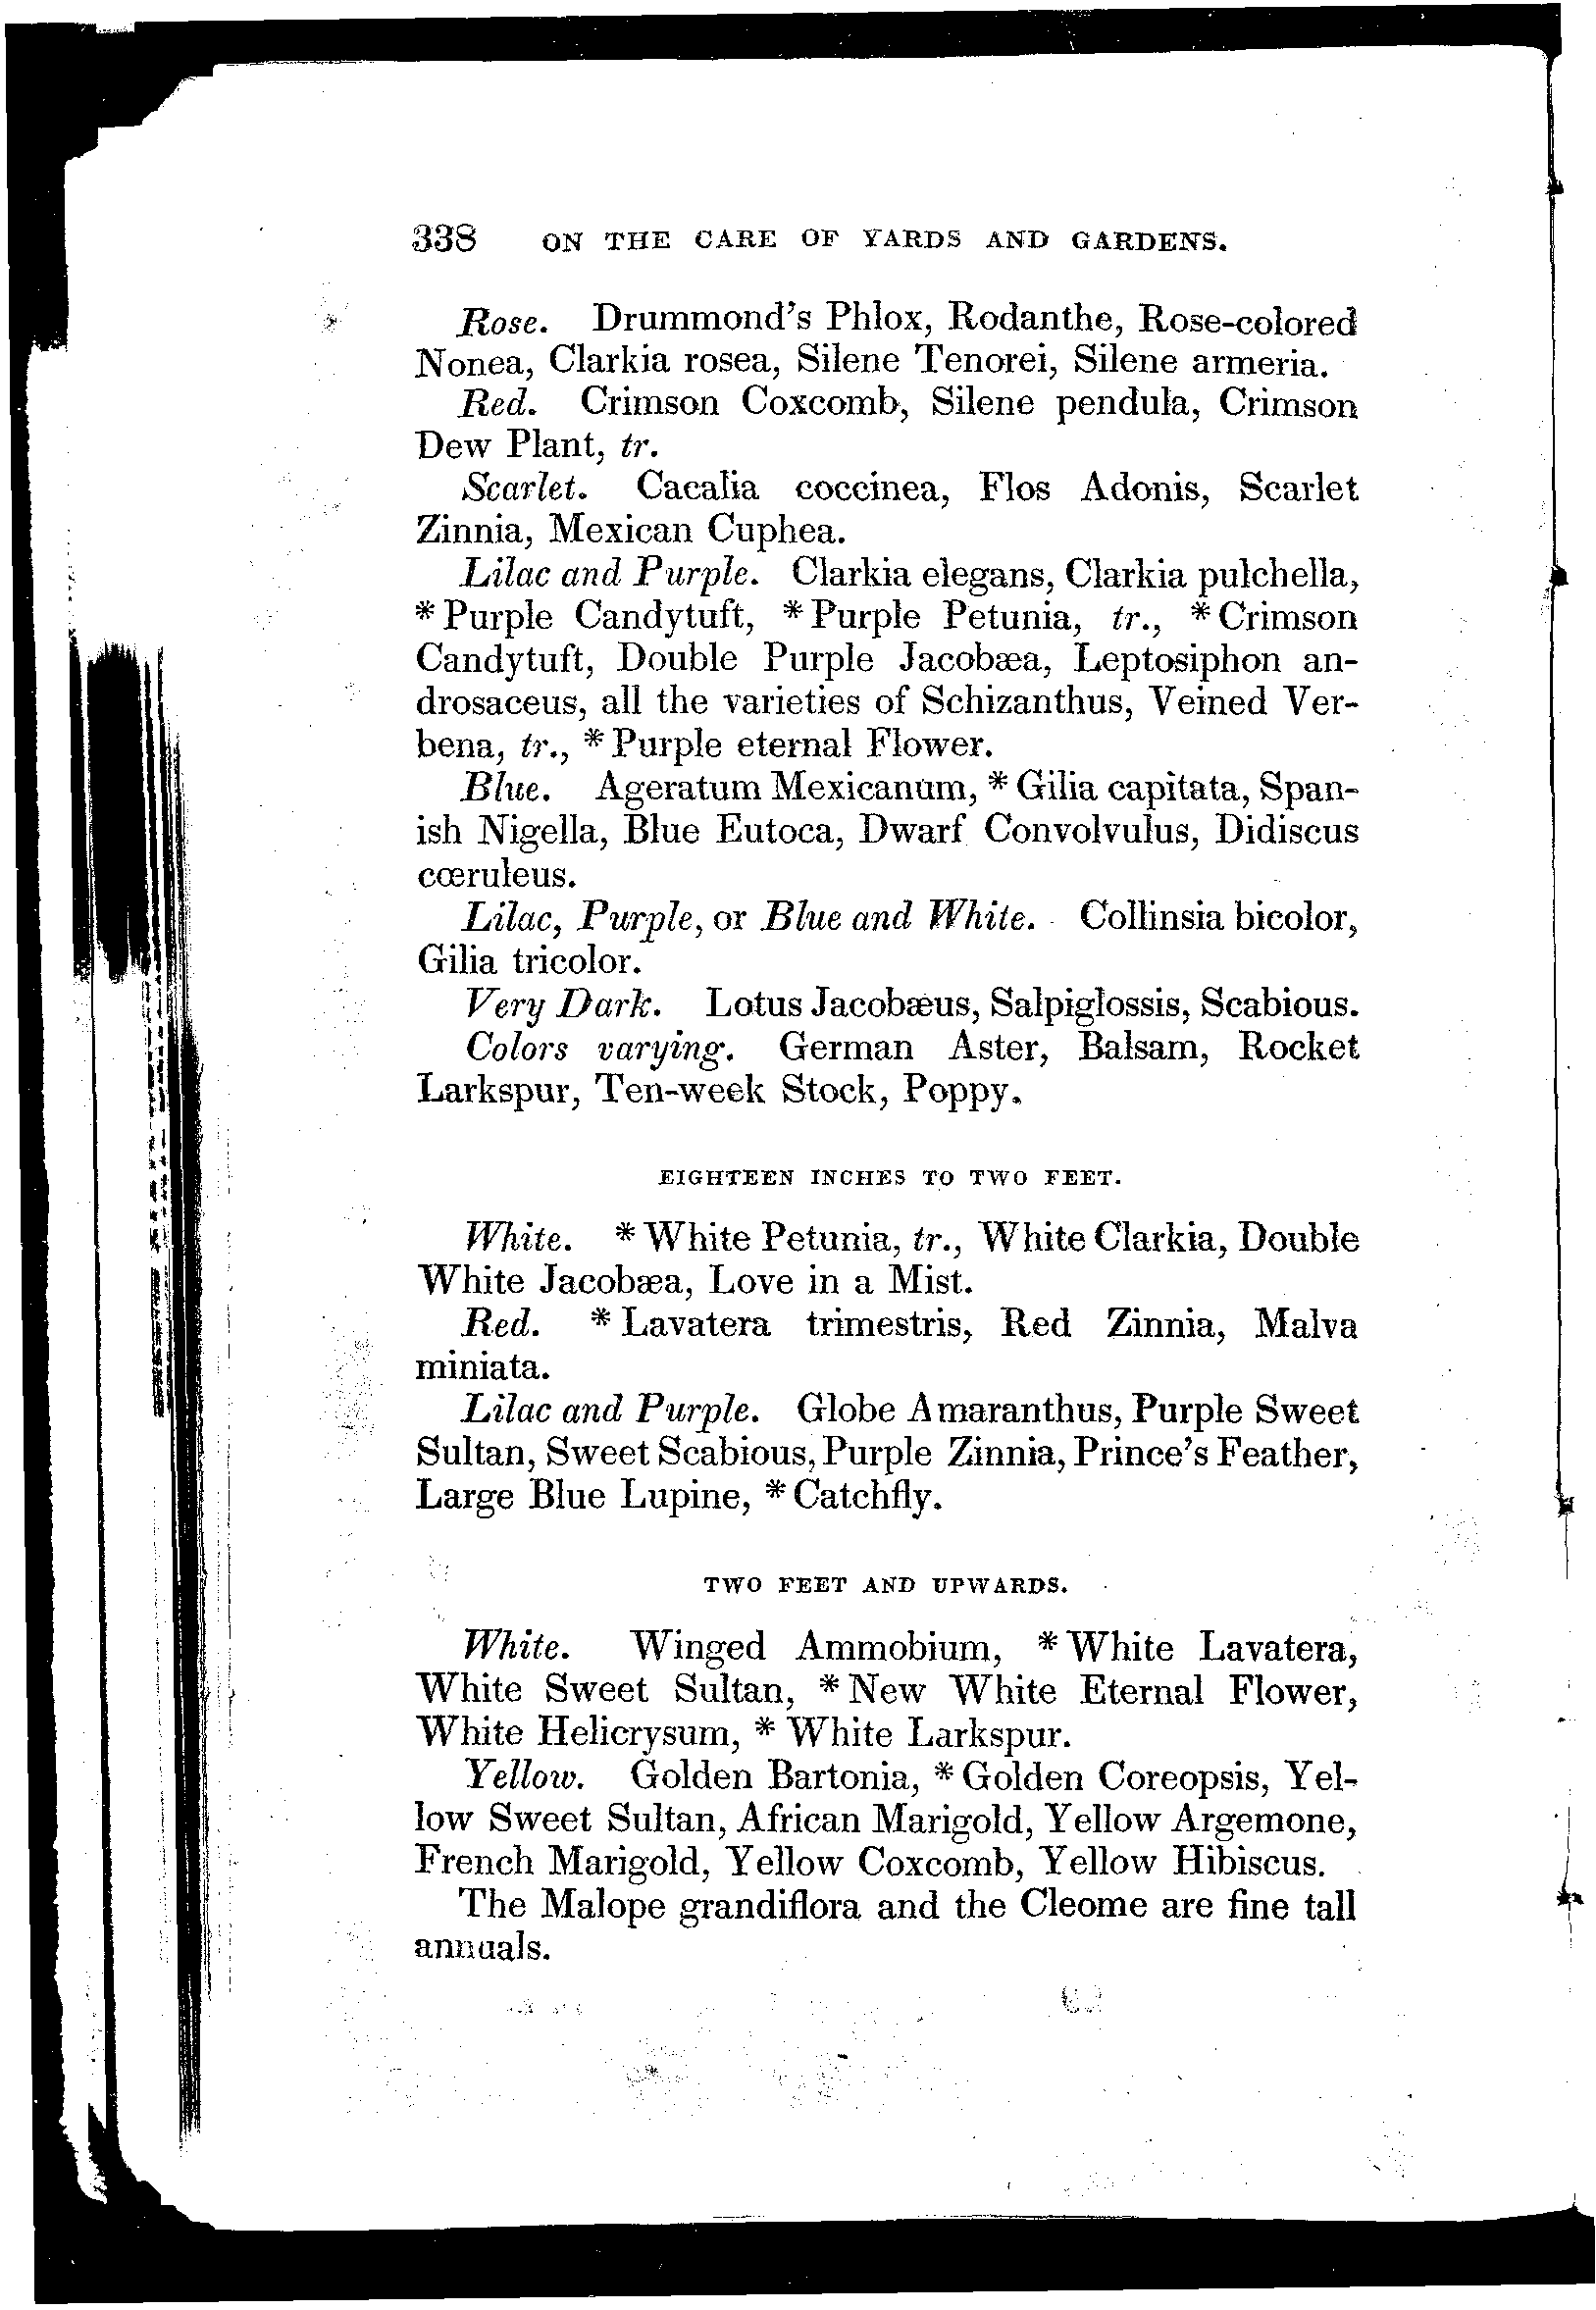 338 ON THE CARE OF YARDS AND GARDENS.
Rose. Drummond's Phlox, Rodanthe, Rose-colored
Nonea, Clarkia rosea, Silene Tenorei, Silene armeria.
Red. Crimson Coxcomb, Silene pendula, Crimson
Dew Plant, tr.
Scarlet. Cacalia coccinea, Flos Adonis, Scarlet
Zinnia, Mexican Cuphea.
Lilac and Purple. Clarkia elegans, Clarkia pulchella,
* Purple Candytuft, * Purple Petunia, tr., * Crimson
Candytuft, Double Purple Jacobæa, Leptosiphon an-
drosaceus, all the varieties of Schizanthus, Veined Ver-
bena, tr., * Purple eternal Flower.
Blue. Ageratum Mexicanum, * Gilia capitata, Span-
ish Nigella, Blue Eutoca, Dwarf Convolvulus, Didiscus
cœruleus.
Lilac, Purple, or Blue and White. Collinsia bicolor,
Gilia tricolor.
Very Dark. Lotus Jacobæus, Salpiglossis, Scabious.
Colors varying. German Aster, Balsam, Rocket
Larkspur, Ten-week Stock, Poppy.
EIGHTEEN INCHES TO TWO FEET.
White. * White Petunia, tr., White Clarkia, Double
White Jacobæa, Love in a Mist.
Red. * Lavatera trimestris, Red Zinnia, Malva
miniata.
Lilac and Purple. Globe Amaranthus, Purple Sweet
Sultan, Sweet Scabious, Purple Zinnia, Prince's Feather,
Large Blue Lupine, * Catchfly.
TWO FEET AND UPWARDS.
White. Winged Ammobium, * White Lavatera,
White Sweet Sultan, * New White Eternal Flower,
White Helicrysum, * White Larkspur.
Yellow. Golden Bartonia, * Golden Coreopsis, Yel-
low Sweet Sultan, African Marigold, Yellow Argemone,
French Marigold, Yellow Coxcomb, Yellow Hibiscus.
The Malope grandiflora and the Cleome are fine tall
annuals.